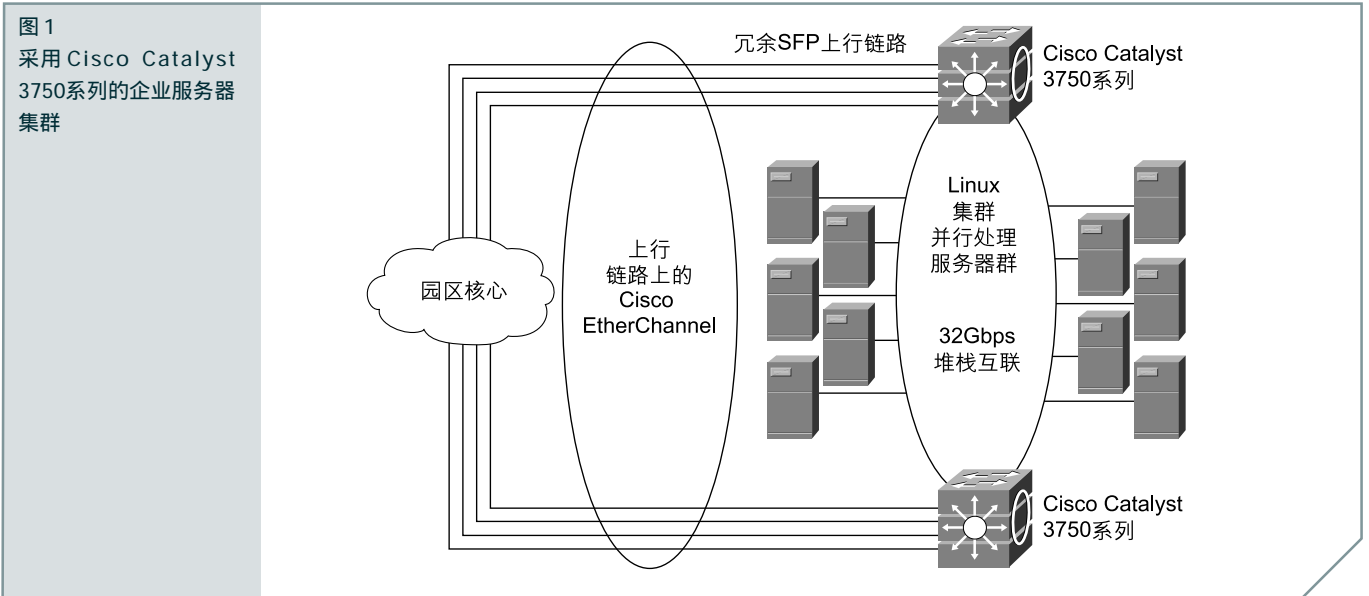 图1
采用Cisco Catalyst
3750系列的企业服务器
集群
冗余SFP上行链路
Cisco Catalyst
3750系列
Linux
集群
并行处理
服务器群
32Gbps
堆栈互联
上行
链路上的
Cisco
EtherChannel
园区核心
Cisco Catalyst
3750系列